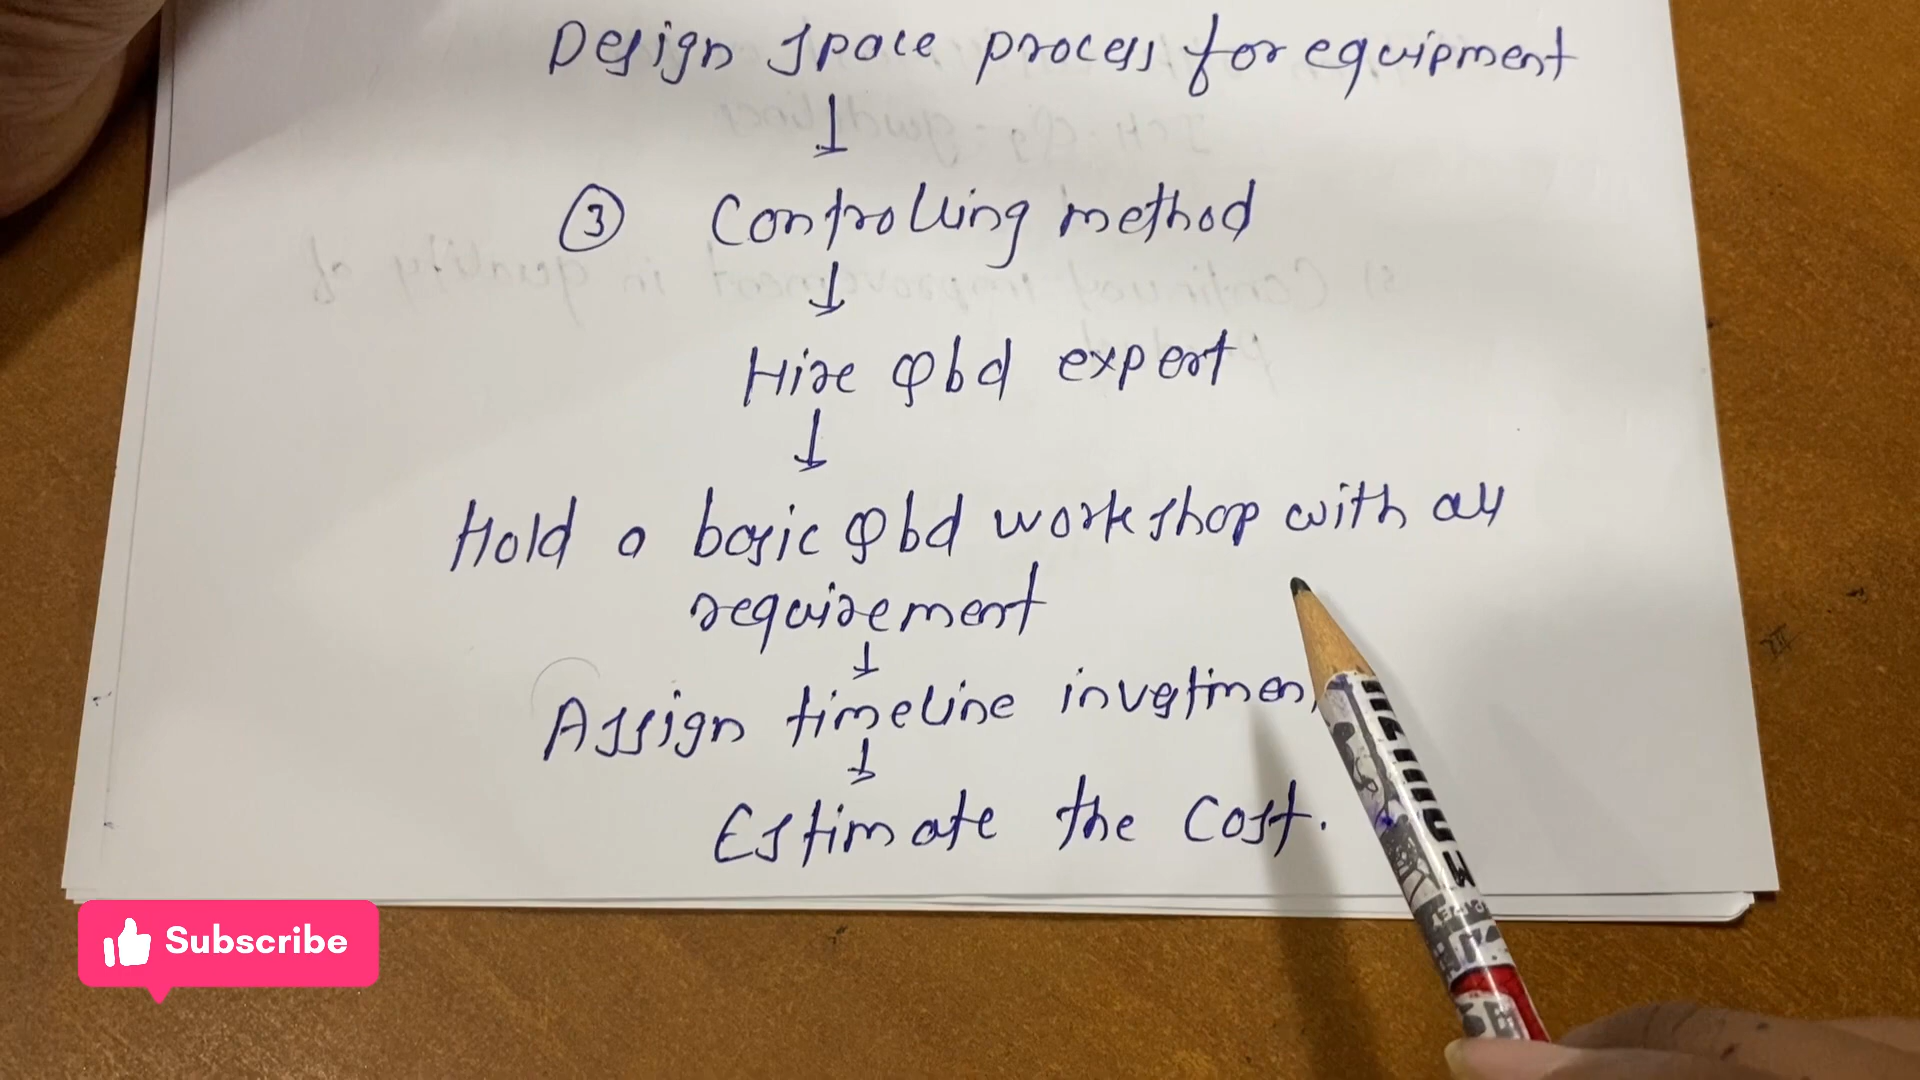 Design space process for equipment
↓
③ Controlling method
↓
Hire Qbd expert
↓
Hold a basic Qbd workshop with all
requirement
↓
Assign timeline investmen
↓
Estimate the cost.
Subscribe